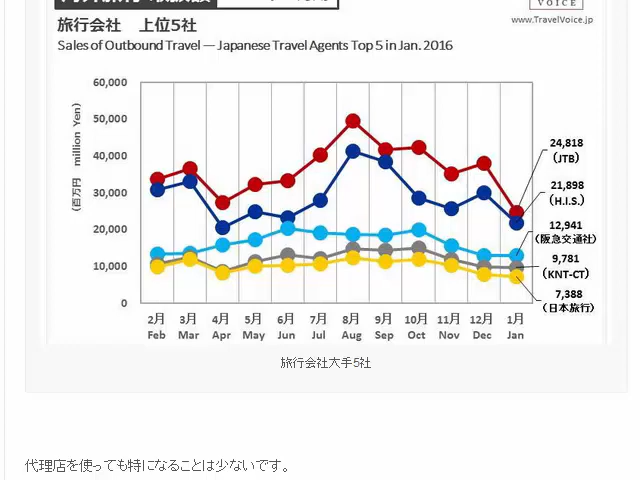 VOICE
www.TravelVoice.jp
旅行会社 上位5社
Sales of Outbound Travel — Japanese Travel Agents Top 5 in Jan. 2016
(百万円 million Yen)
60,000
50,000
40,000
30,000
20,000
10,000
0
24,818
(JTB)
21,898
(H.I.S.)
12,941
(阪急交通社)
9,781
(KNT-CT)
7,388
(日本旅行)
2月 3月 4月 5月 6月 7月 8月 9月 10月 11月 12月 1月
Feb Mar Apr May Jun Jul Aug Sep Oct Nov Dec Jan
旅行会社大手5社
代理店を使っても特になることは少ないです。